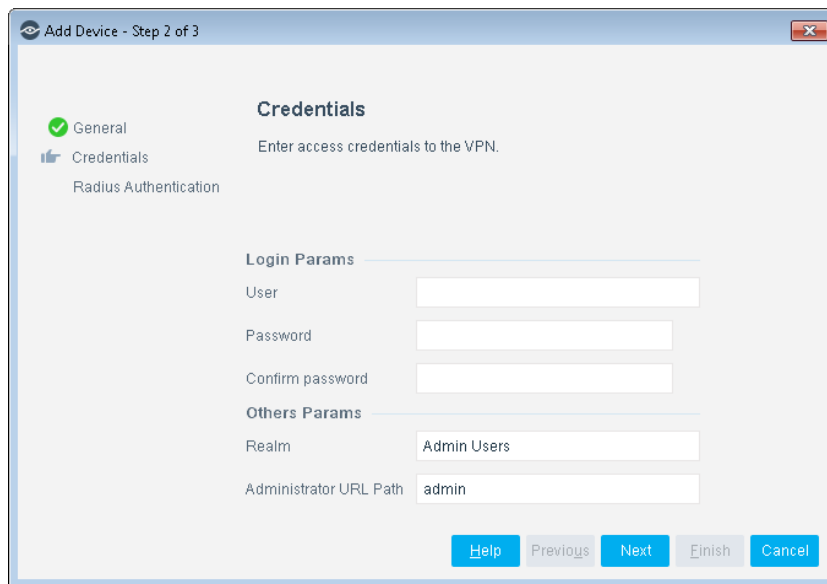 Add Device - Step 2 of 3
General
Credentials
Radius Authentication
Credentials
Enter access credentials to the VPN.
Login Params
User
Password
Confirm password
Others Params
Realm
Admin Users
Administrator URL Path
admin
Help
Previous
Next
Finish
Cancel